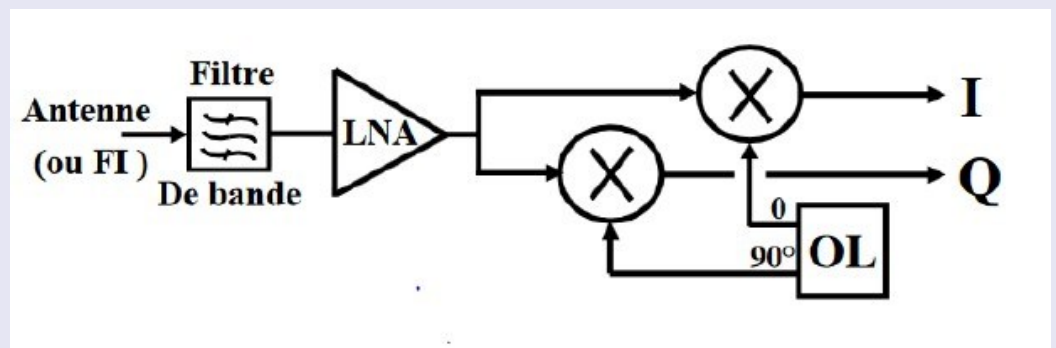 Filtre
Antenne
(ou FI )
De bande
LNA
I
Q
0
90°
OL